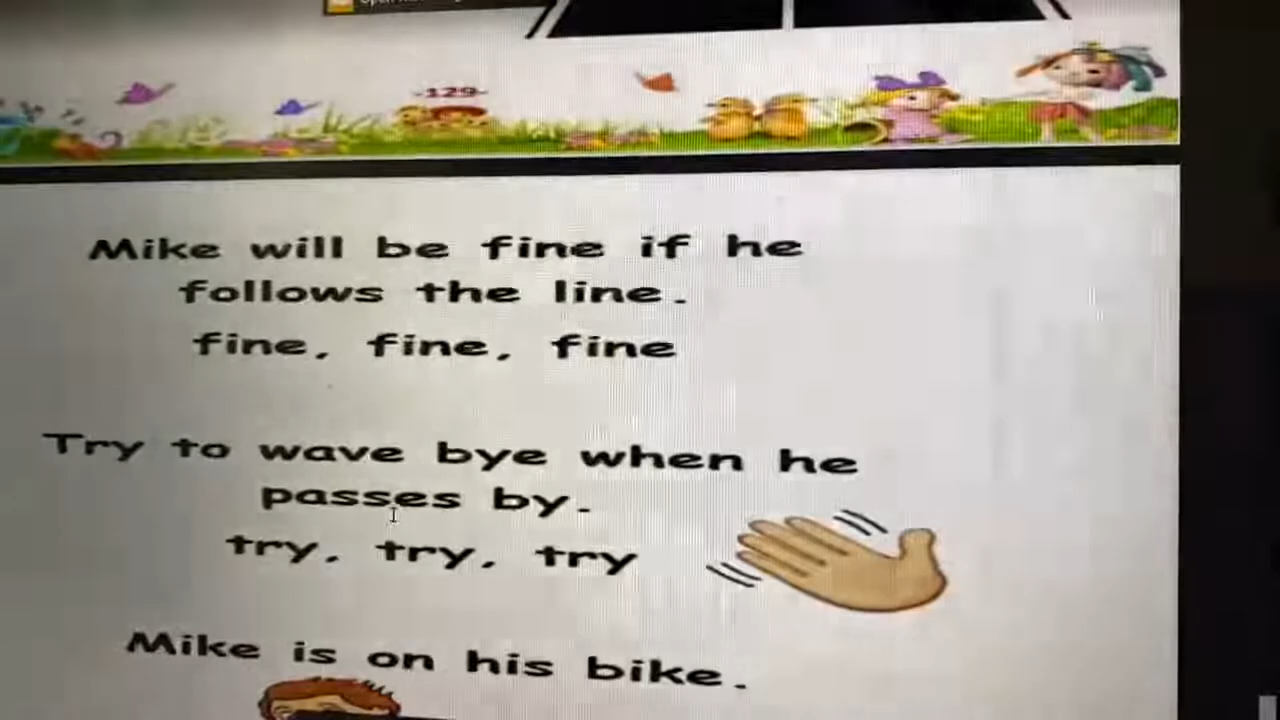 -129-
Mike will be fine if he
follows the line.
fine, fine, fine
Try to wave bye when he
passes by.
try, try, try
Mike is on his bike.